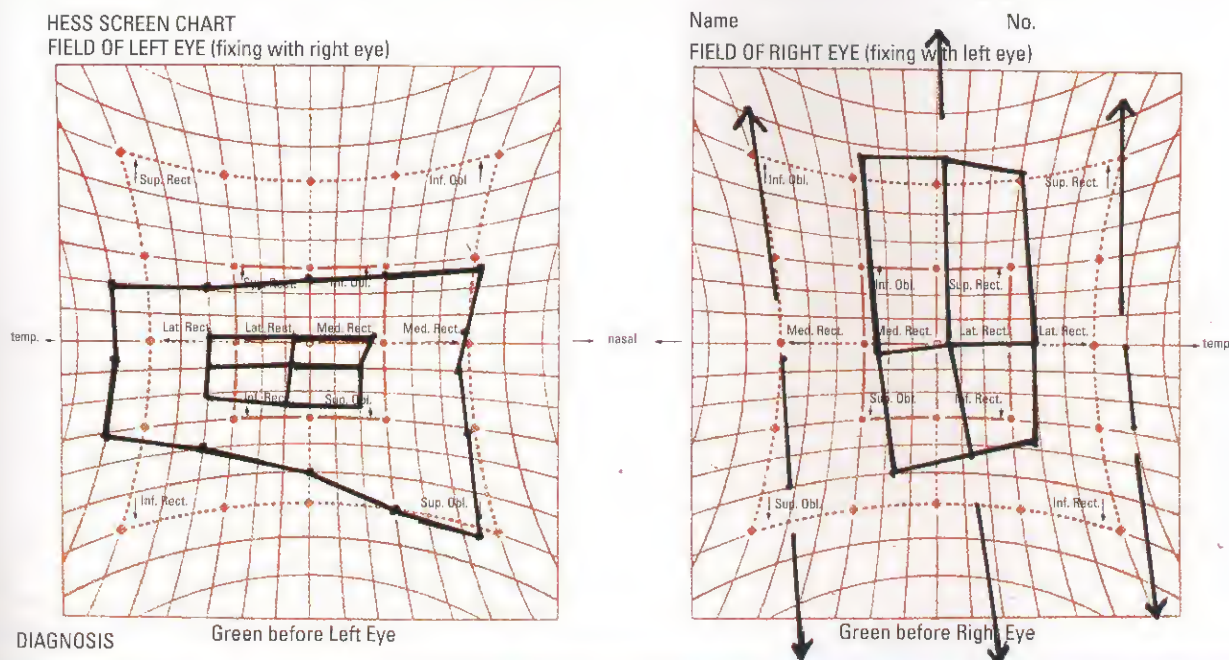 HESS SCREEN CHART
FIELD OF LEFT EYE (fixing with right eye)
Sup. Rect.
Inf. Obl.
Sup. Rect.
Inf. Obl.
temp.
Lat. Rect.
Lat. Rect.
Med. Rect.
Med. Rect.
nasal
Inf. Rect.
Sup. Obl.
Inf. Rect.
Sup. Obl.
DIAGNOSIS
Green before Left Eye
Name
No.
FIELD OF RIGHT EYE (fixing with left eye)
Inf. Obl.
Sup. Rect.
Inf. Obl.
Sup. Rect.
Med. Rect.
Med. Rect.
Lat. Rect.
Lat. Rect.
temp.
Sup. Obl.
Inf. Rect.
Sup. Obl.
Inf. Rect.
Green before Right Eye